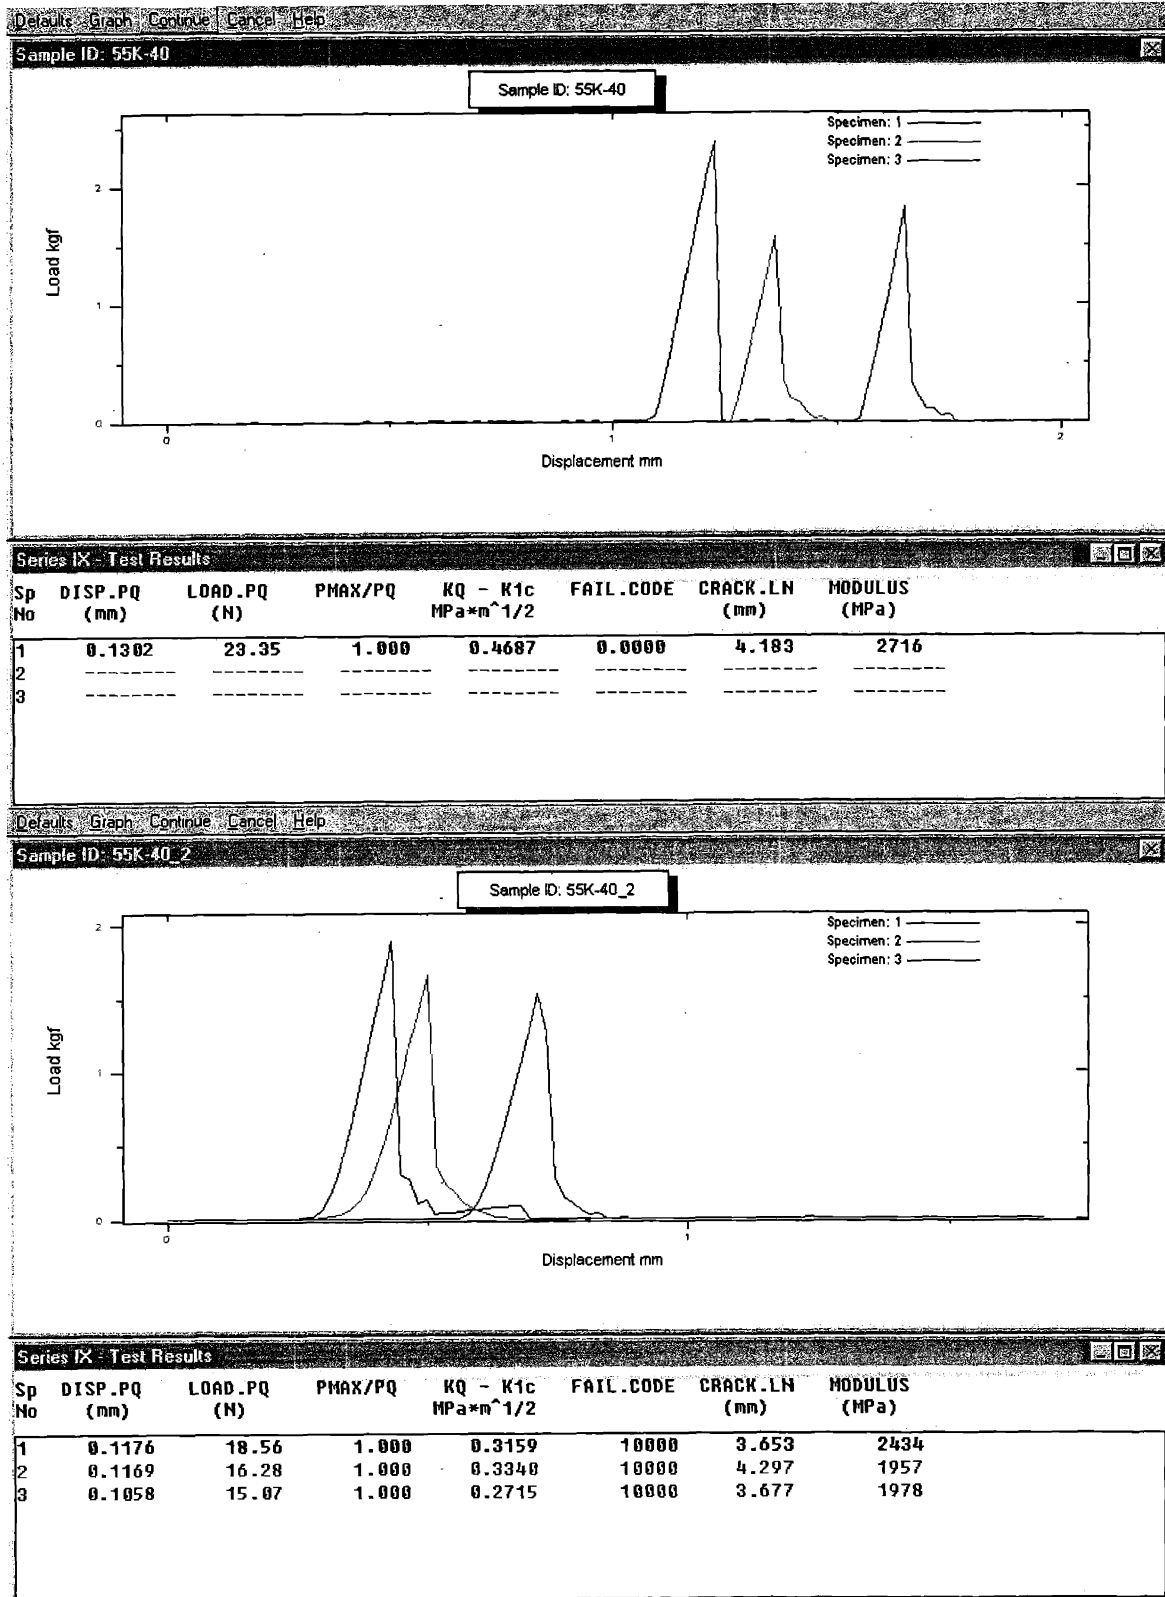 Defaults Graph Continue Cancel Help
Sample ID: 55K-40
Sample ID: 55K-40
Specimen: 1
Specimen: 2
Specimen: 3
2
1
0
Load kgf
0 1 2
Displacement mm
Series IX - Test Results
Sp DISP.PQ LOAD.PQ PMAX/PQ KQ - K1c FAIL.CODE CRACK.LN MODULUS
No (mm) (N) MPa*m^1/2 (mm) (MPa)
1 0.1302 23.35 1.000 0.4687 0.0000 4.183 2716
2 -------- -------- -------- -------- -------- -------- --------
3 -------- -------- -------- -------- -------- -------- --------
Defaults Graph Continue Cancel Help
Sample ID: 55K-40_2
Sample ID: 55K-40_2
Specimen: 1
Specimen: 2
Specimen: 3
2
1
0
Load kgf
0 1
Displacement mm
Series IX - Test Results
Sp DISP.PQ LOAD.PQ PMAX/PQ KQ - K1c FAIL.CODE CRACK.LN MODULUS
No (mm) (N) MPa*m^1/2 (mm) (MPa)
1 0.1176 18.56 1.000 0.3159 10000 3.653 2434
2 0.1169 16.28 1.000 0.3340 10000 4.297 1957
3 0.1058 15.07 1.000 0.2715 10000 3.677 1978